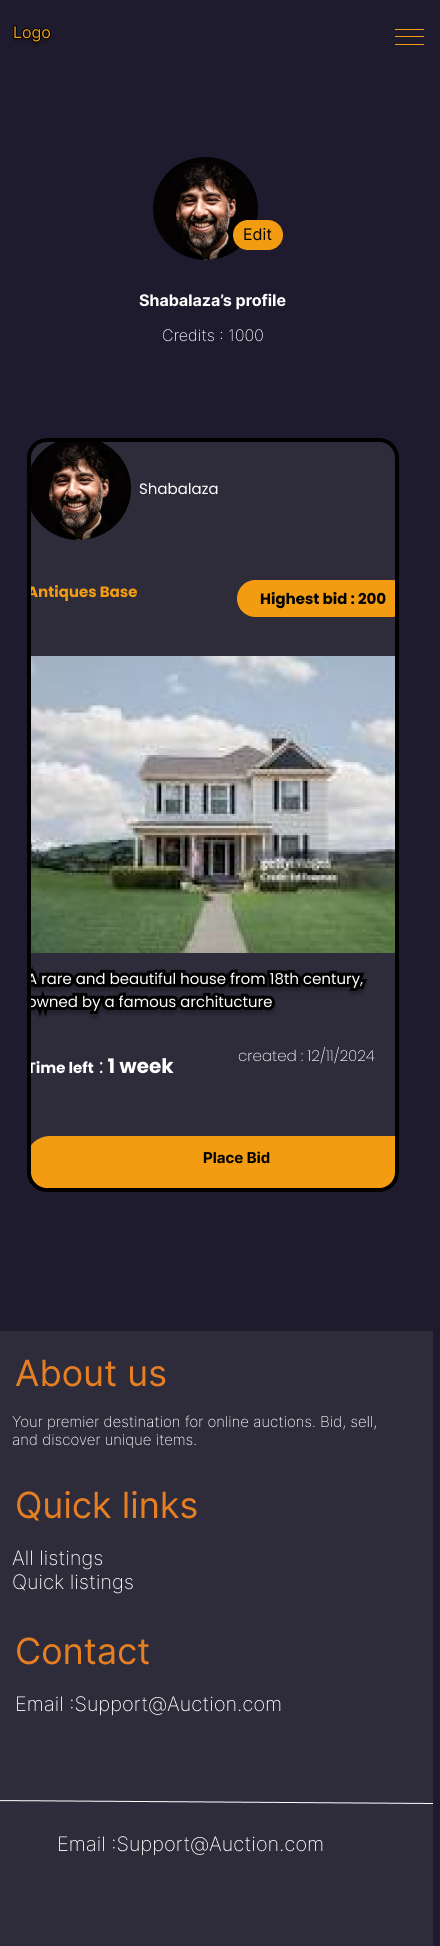 Logo
Edit
Shabalaza’s profile
Credits : 1000
Shabalaza
Antiques Base
Highest bid : 200
gettyimages
A rare and beautiful house from 18th century,
owned by a famous architucture
Time left : 1 week
created : 12/11/2024
Place Bid
About us
Your premier destination for online auctions. Bid, sell,
and discover unique items.
Quick links
All listings
Quick listings
Contact
Email :Support@Auction.com
Email :Support@Auction.com